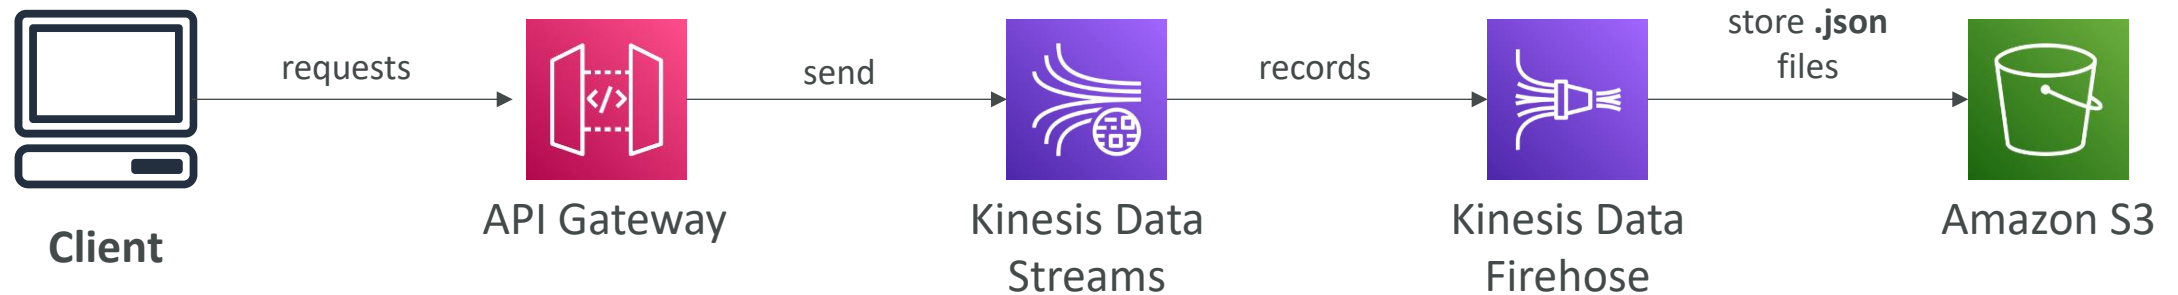 requests
send
records
store .json
files
</>
Client
API Gateway
Kinesis Data
Streams
Kinesis Data
Firehose
Amazon S3